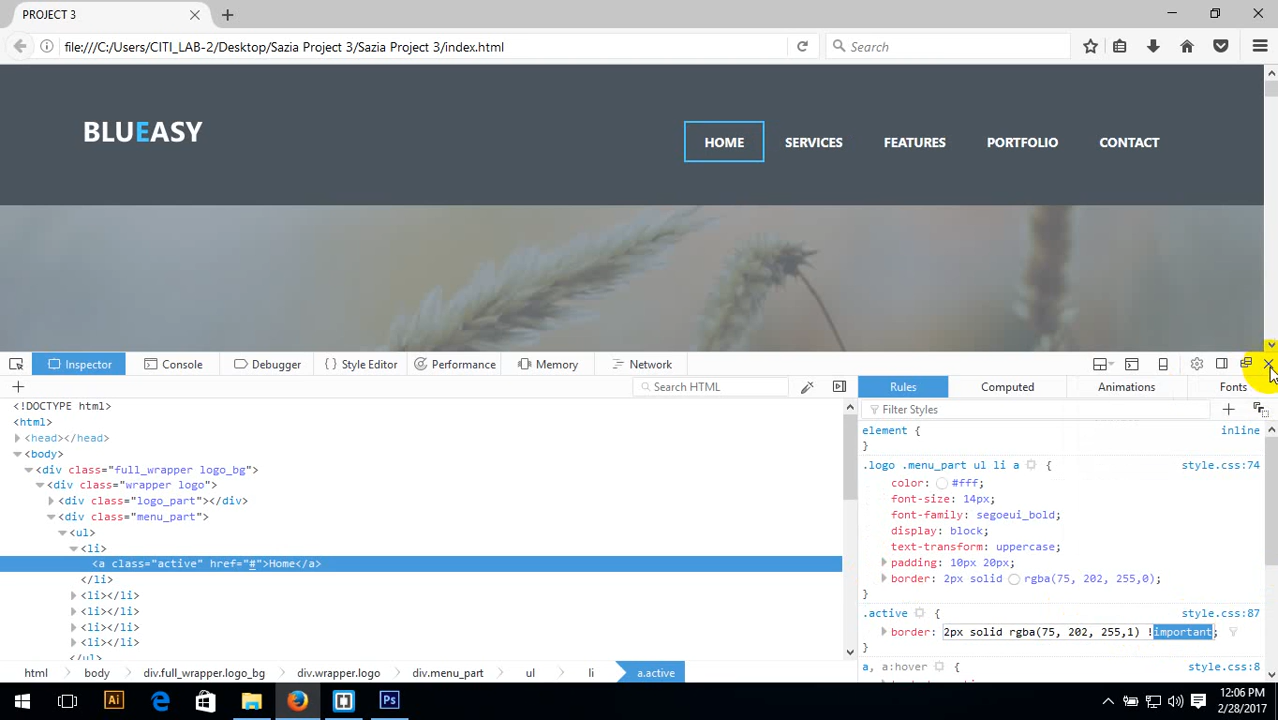 PROJECT 3
file:///C:/Users/CITI_LAB-2/Desktop/Sazia Project 3/Sazia Project 3/index.html
Search
BLUEASY
HOME SERVICES FEATURES PORTFOLIO CONTACT
Inspector Console Debugger Style Editor Performance Memory Network
Search HTML
Rules Computed Animations Fonts
Filter Styles
<!DOCTYPE html>
<html>
<head></head>
<body>
<div class="full_wrapper logo_bg">
<div class="wrapper logo">
<div class="logo_part"></div>
<div class="menu_part">
<ul>
<li>
<a class="active" href="#">Home</a>
</li>
<li></li>
<li></li>
<li></li>
<li></li>
</ul>
element { inline
}
.logo .menu_part ul li a { style.css:74
color: #fff;
font-size: 14px;
font-family: segoeui_bold;
display: block;
text-transform: uppercase;
padding: 10px 20px;
border: 2px solid rgba(75, 202, 255,0);
}
.active { style.css:87
border: 2px solid rgba(75, 202, 255,1) !important;
}
a, a:hover { style.css:8
html body div.full_wrapper.logo_bg div.wrapper.logo div.menu_part ul li a.active
Ai
Ps
12:06 PM
2/28/2017